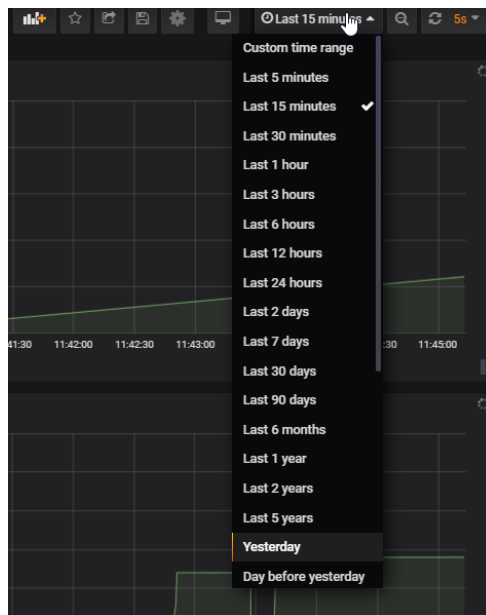 Last 15 minutes
5s
Custom time range
Last 5 minutes
Last 15 minutes
Last 30 minutes
Last 1 hour
Last 3 hours
Last 6 hours
Last 12 hours
Last 24 hours
Last 2 days
41:30 11:42:00 11:42:30 11:43:00 :30 11:45:00
Last 7 days
Last 30 days
Last 90 days
Last 6 months
Last 1 year
Last 2 years
Last 5 years
Yesterday
Day before yesterday